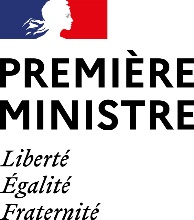 PREMIÈRE
MINISTRE
Liberté
Égalité
Fraternité